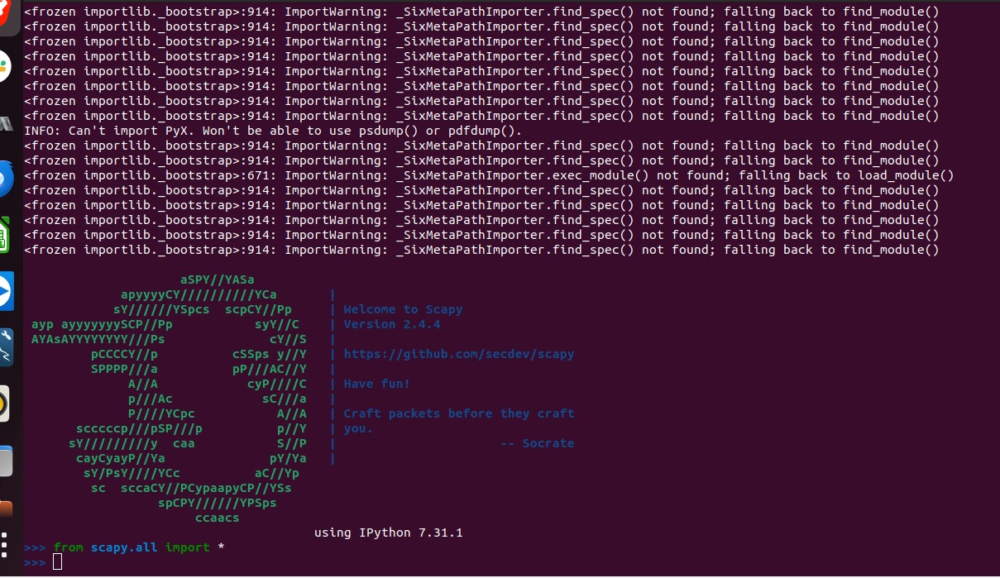 <frozen importlib._bootstrap>:914: ImportWarning: _SixMetaPathImporter.find_spec() not found; falling back to find_module()
<frozen importlib._bootstrap>:914: ImportWarning: _SixMetaPathImporter.find_spec() not found; falling back to find_module()
<frozen importlib._bootstrap>:914: ImportWarning: _SixMetaPathImporter.find_spec() not found; falling back to find_module()
<frozen importlib._bootstrap>:914: ImportWarning: _SixMetaPathImporter.find_spec() not found; falling back to find_module()
<frozen importlib._bootstrap>:914: ImportWarning: _SixMetaPathImporter.find_spec() not found; falling back to find_module()
<frozen importlib._bootstrap>:914: ImportWarning: _SixMetaPathImporter.find_spec() not found; falling back to find_module()
<frozen importlib._bootstrap>:914: ImportWarning: _SixMetaPathImporter.find_spec() not found; falling back to find_module()
<frozen importlib._bootstrap>:914: ImportWarning: _SixMetaPathImporter.find_spec() not found; falling back to find_module()
INFO: Can't import PyX. Won't be able to use psdump() or pdfdump().
<frozen importlib._bootstrap>:914: ImportWarning: _SixMetaPathImporter.find_spec() not found; falling back to find_module()
<frozen importlib._bootstrap>:914: ImportWarning: _SixMetaPathImporter.find_spec() not found; falling back to find_module()
<frozen importlib._bootstrap>:671: ImportWarning: _SixMetaPathImporter.exec_module() not found; falling back to load_module()
<frozen importlib._bootstrap>:914: ImportWarning: _SixMetaPathImporter.find_spec() not found; falling back to find_module()
<frozen importlib._bootstrap>:914: ImportWarning: _SixMetaPathImporter.find_spec() not found; falling back to find_module()
<frozen importlib._bootstrap>:914: ImportWarning: _SixMetaPathImporter.find_spec() not found; falling back to find_module()
<frozen importlib._bootstrap>:914: ImportWarning: _SixMetaPathImporter.find_spec() not found; falling back to find_module()
<frozen importlib._bootstrap>:914: ImportWarning: _SixMetaPathImporter.find_spec() not found; falling back to find_module()

                     aSPY//YASa
             apyyyyCY//////////YCa       |
            sY//////YSpcs  scpCY//Pp     | Welcome to Scapy
 ayp ayyyyyyySCP//Pp           syY//C    | Version 2.4.4
 AYAsAYYYYYYYY///Ps              cY//S   |
         pCCCCY//p          cSSps y//Y   | https://github.com/secdev/scapy
         SPPPP///a          pP///AC//Y   |
              A//A            cyP////C   | Have fun!
              p///Ac            sC///a   |
              P////YCpc           A//A   | Craft packets before they craft
       scccccp///pSP///p          p//Y   | you.
      sY/////////y  caa           S//P   |                      -- Socrate
       cayCyayP//Ya              pY/Ya   |
        sY/PsY////YCc          aC//Yp
         sc  sccaCY//PCypaapyCP//YSs
                  spCPY//////YPSps
                       ccaacs
                                       using IPython 7.31.1
>>> from scapy.all import *
>>>